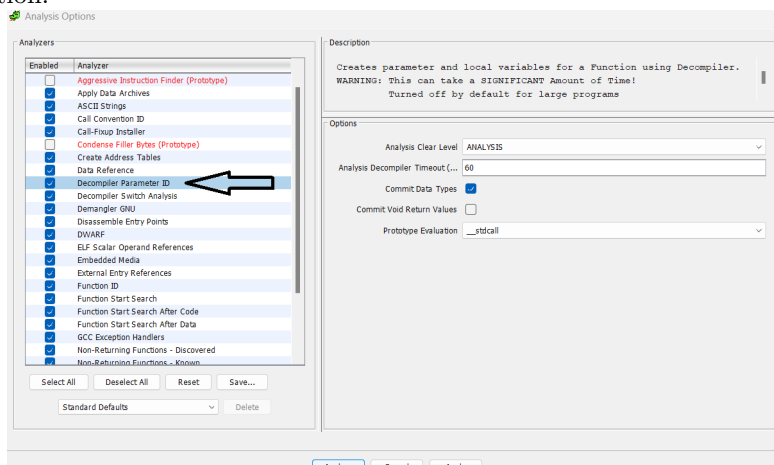 Analysis Options
Analyzers
Enabled Analyzer
Aggressive Instruction Finder (Prototype)
Apply Data Archives
ASCII Strings
Call Convention ID
Call-Fixup Installer
Condense Filler Bytes (Prototype)
Create Address Tables
Data Reference
Decompiler Parameter ID
Decompiler Switch Analysis
Demangler GNU
Disassemble Entry Points
DWARF
ELF Scalar Operand References
Embedded Media
External Entry References
Function ID
Function Start Search
Function Start Search After Code
Function Start Search After Data
GCC Exception Handlers
Non-Returning Functions - Discovered
Non-Returning Functions - Known
Select All Deselect All Reset Save...
Standard Defaults Delete
Description
Creates parameter and local variables for a Function using Decompiler.
WARNING: This can take a SIGNIFICANT Amount of Time!
Turned off by default for large programs
Options
Analysis Clear Level ANALYSIS
Analysis Decompiler Timeout (... 60
Commit Data Types
Commit Void Return Values
Prototype Evaluation __stdcall